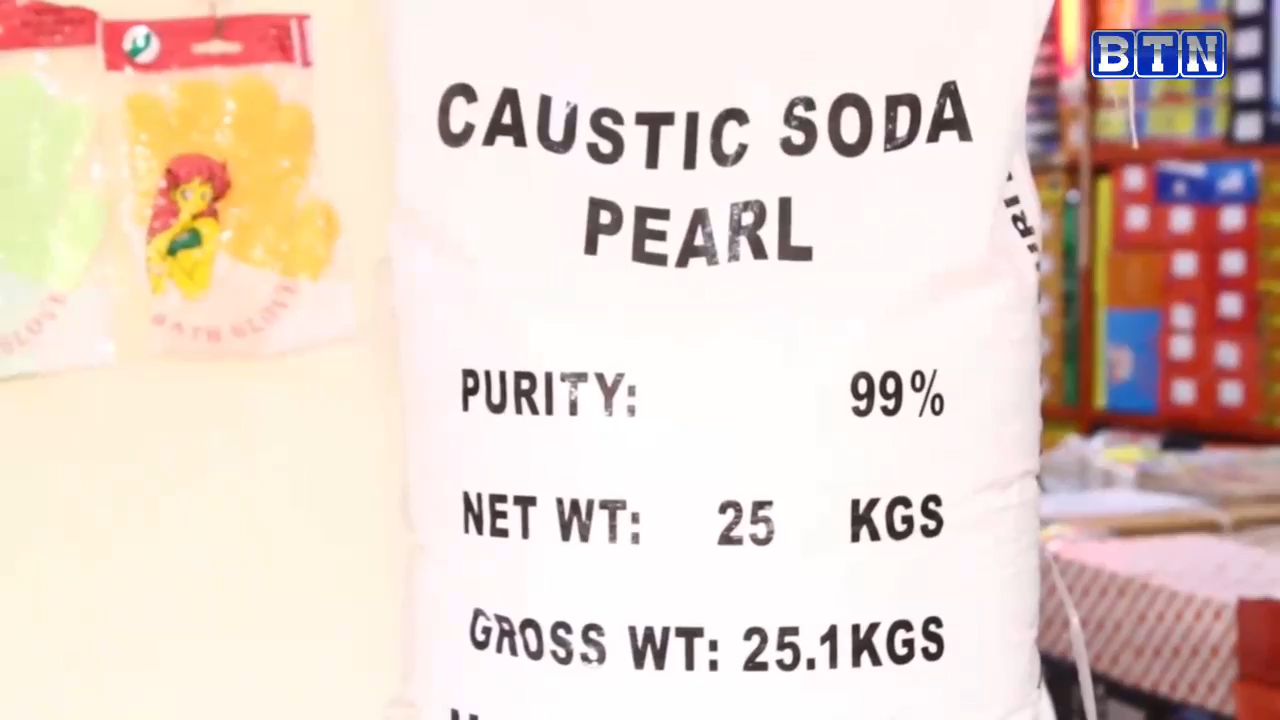 BTN
CAUSTIC SODA
PEARL
PURITY: 99%
NET WT: 25 KGS
GROSS WT: 25.1KGS
BATH GLOVE